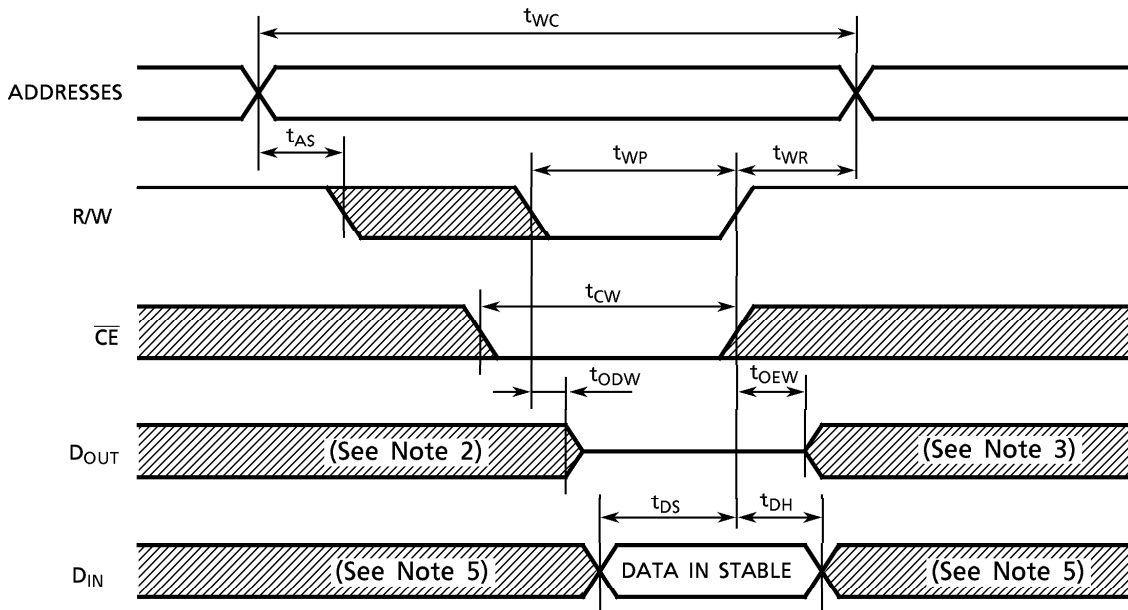 tWC
ADDRESSES
tAS
tWP
tWR
R/W
tCW
CE
tODW
tOEW
DOUT
(See Note 2)
(See Note 3)
tDS
tDH
DIN
(See Note 5)
DATA IN STABLE
(See Note 5)